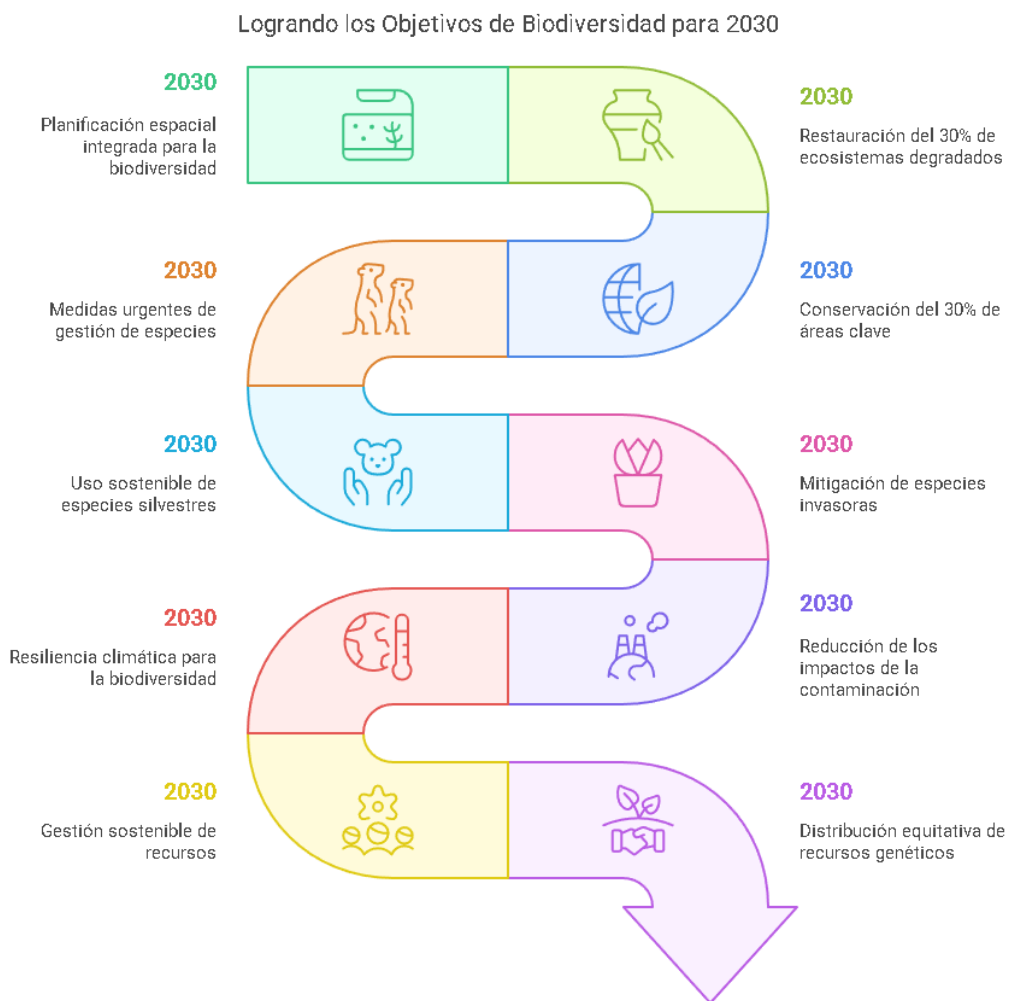 Logrando los Objetivos de Biodiversidad para 2030
2030
Planificación espacial
integrada para la
biodiversidad
2030
Restauración del 30% de
ecosistemas degradados
2030
Medidas urgentes de
gestión de especies
2030
Conservación del 30% de
áreas clave
2030
Uso sostenible de
especies silvestres
2030
Mitigación de especies
invasoras
2030
Resiliencia climática para
la biodiversidad
2030
Reducción de los
impactos de la
contaminación
2030
Gestión sostenible de
recursos
2030
Distribución equitativa de
recursos genéticos